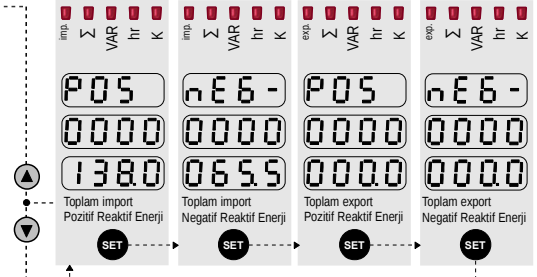 imp. Σ VAR hr K
imp. Σ VAR hr K
exp. Σ VAR hr K
exp. Σ VAR hr K
POS
nEG-
POS
nEG-
0000
0000
0000
0000
138.0
065.5
000.0
000.0
Toplam import
Pozitif Reaktif Enerji
Toplam import
Negatif Reaktif Enerji
Toplam export
Pozitif Reaktif Enerji
Toplam export
Negatif Reaktif Enerji
SET
SET
SET
SET